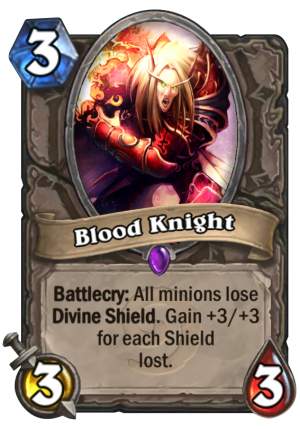 3
Blood Knight
Battlecry: All minions lose
Divine Shield. Gain +3/+3
for each Shield
lost.
3 3